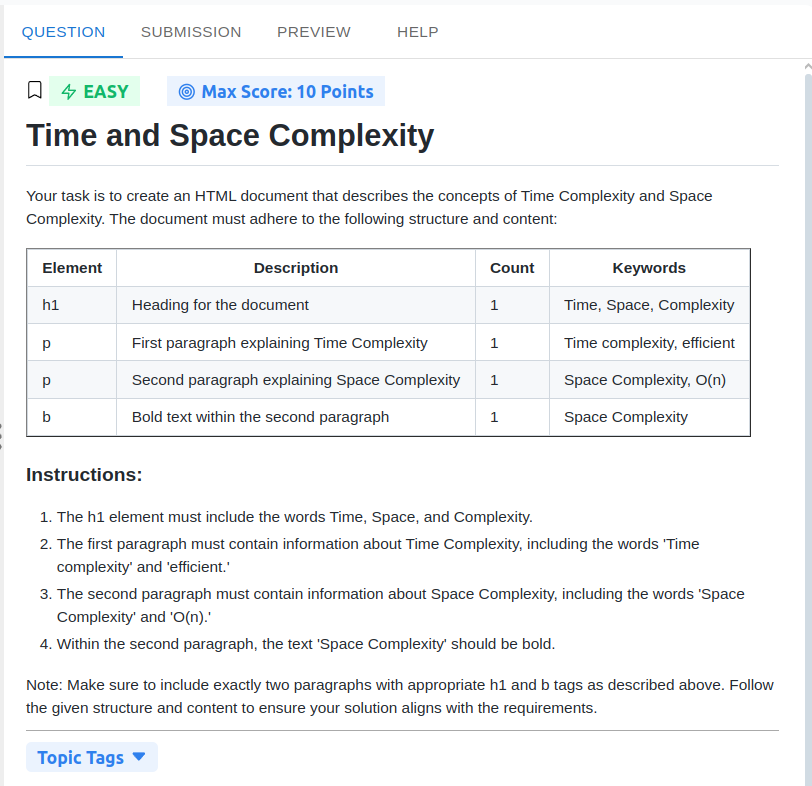 QUESTION SUBMISSION PREVIEW HELP
EASY Max Score: 10 Points
Time and Space Complexity
Your task is to create an HTML document that describes the concepts of Time Complexity and Space
Complexity. The document must adhere to the following structure and content:
Element Description Count Keywords
h1 Heading for the document 1 Time, Space, Complexity
p First paragraph explaining Time Complexity 1 Time complexity, efficient
p Second paragraph explaining Space Complexity 1 Space Complexity, O(n)
b Bold text within the second paragraph 1 Space Complexity
Instructions:
1. The h1 element must include the words Time, Space, and Complexity.
2. The first paragraph must contain information about Time Complexity, including the words 'Time
complexity' and 'efficient.'
3. The second paragraph must contain information about Space Complexity, including the words 'Space
Complexity' and 'O(n).'
4. Within the second paragraph, the text 'Space Complexity' should be bold.
Note: Make sure to include exactly two paragraphs with appropriate h1 and b tags as described above. Follow
the given structure and content to ensure your solution aligns with the requirements.
Topic Tags